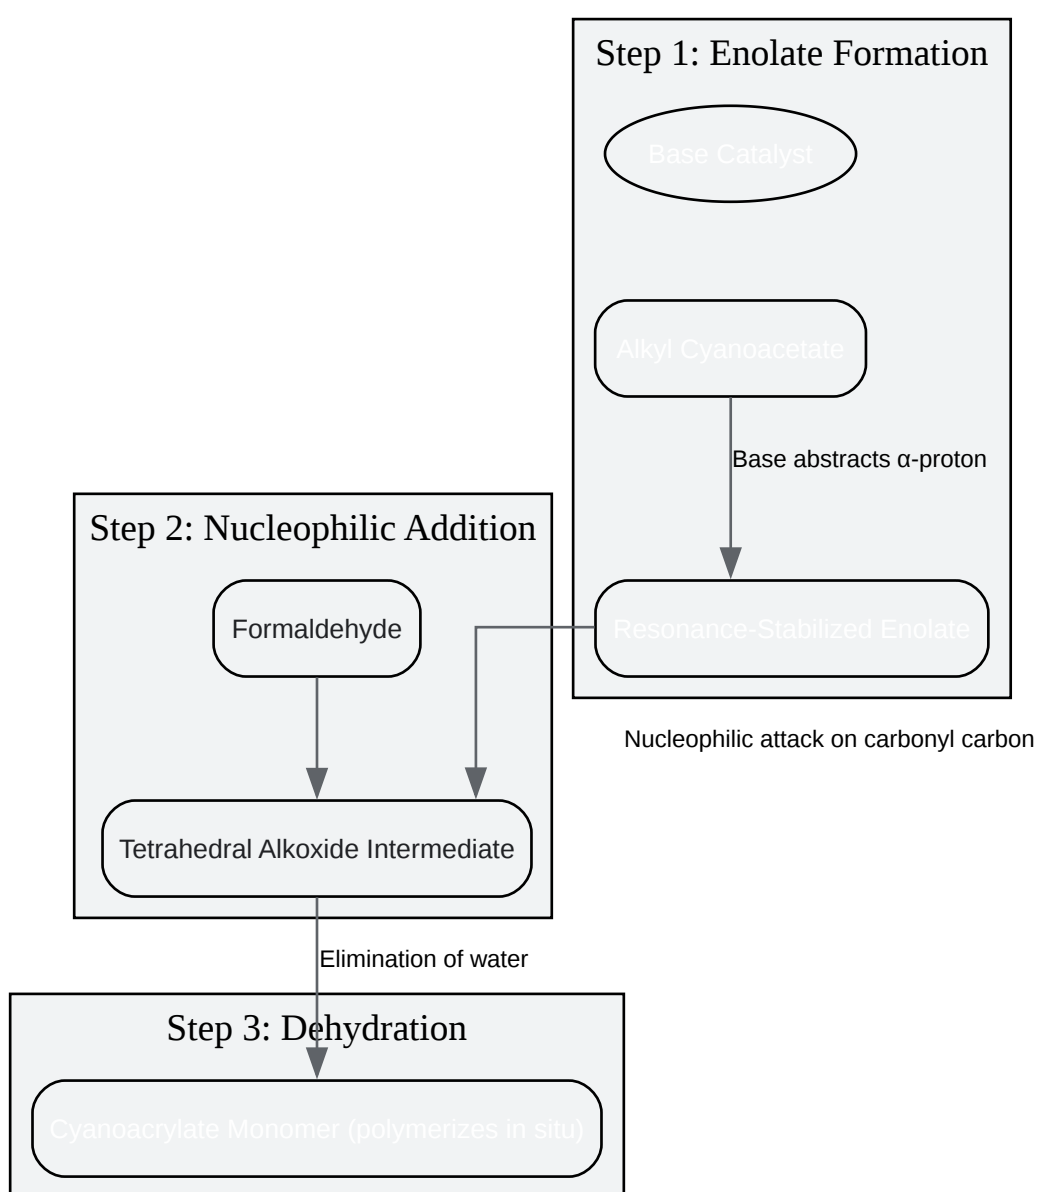 Step 1: Enolate Formation
Base Catalyst
Alkyl Cyanoacetate
Base abstracts α-proton
Resonance-Stabilized Enolate
Nucleophilic attack on carbonyl carbon
Step 2: Nucleophilic Addition
Formaldehyde
Tetrahedral Alkoxide Intermediate
Elimination of water
Step 3: Dehydration
Cyanoacrylate Monomer (polymerizes in situ)